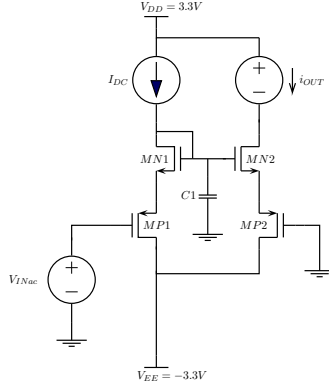 V_{DD} = 3.3V
I_{DC}
+
−
i_{OUT}
MN1
MN2
C1
MP1
MP2
V_{INac}
+
−
V_{EE} = −3.3V